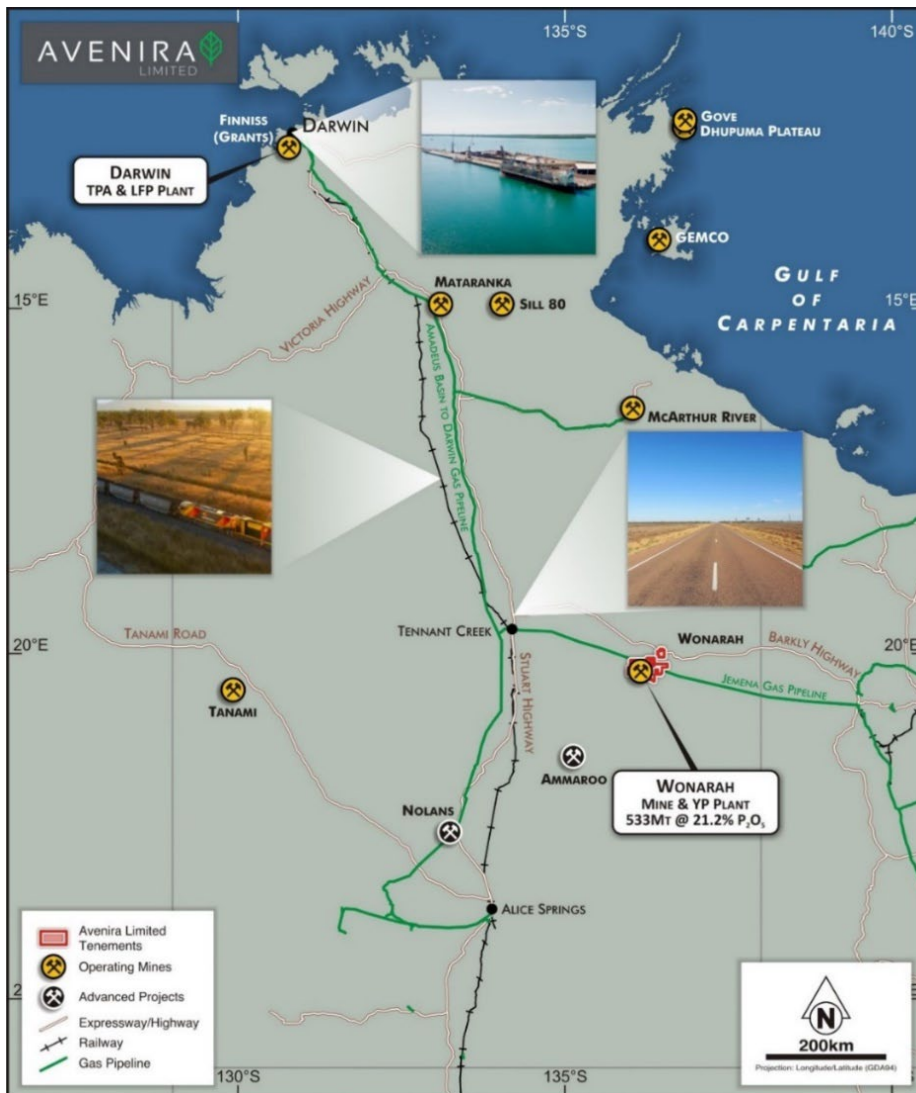 135°S
140°S
AVENIRA
LIMITED
FINNISS
(GRANTS)
DARWIN
GOVE
DHUPUMA PLATEAU
DARWIN
TPA & LFP PLANT
GEMCO
GULF
OF
CARPENTARIA
15°E
15°E
MATARANKA
SILL 80
VICTORIA HIGHWAY
AMADEUS BASIN TO DARWIN GAS PIPELINE
MCARTHUR RIVER
TANAMI ROAD
TENNANT CREEK
WONARAH
BARKLY HIGHWAY
20°E
20°E
STUART HIGHWAY
JEMENA GAS PIPELINE
TANAMI
AMMAROO
WONARAH
MINE & YP PLANT
533MT @ 21.2% P₂O₅
NOLANS
ALICE SPRINGS
Avenira Limited
Tenements
Operating Mines
Advanced Projects
Expressway/Highway
Railway
Gas Pipeline
N
200km
Projection: Longitude/Latitude (GDA94)
130°S
135°S